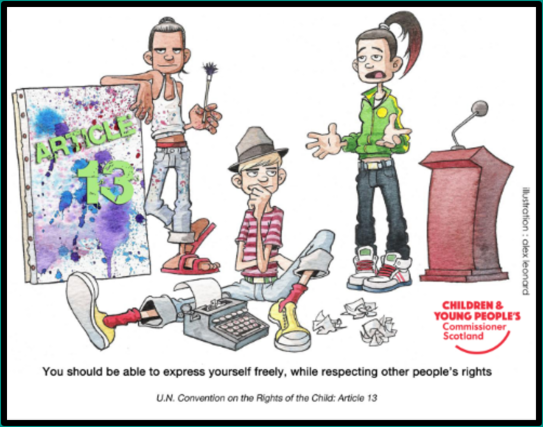 ARTICLE
13
illustration : alex leonard
CHILDREN &
YOUNG PEOPLE'S
Commissioner
Scotland
You should be able to express yourself freely, while respecting other people's rights
U.N. Convention on the Rights of the Child: Article 13